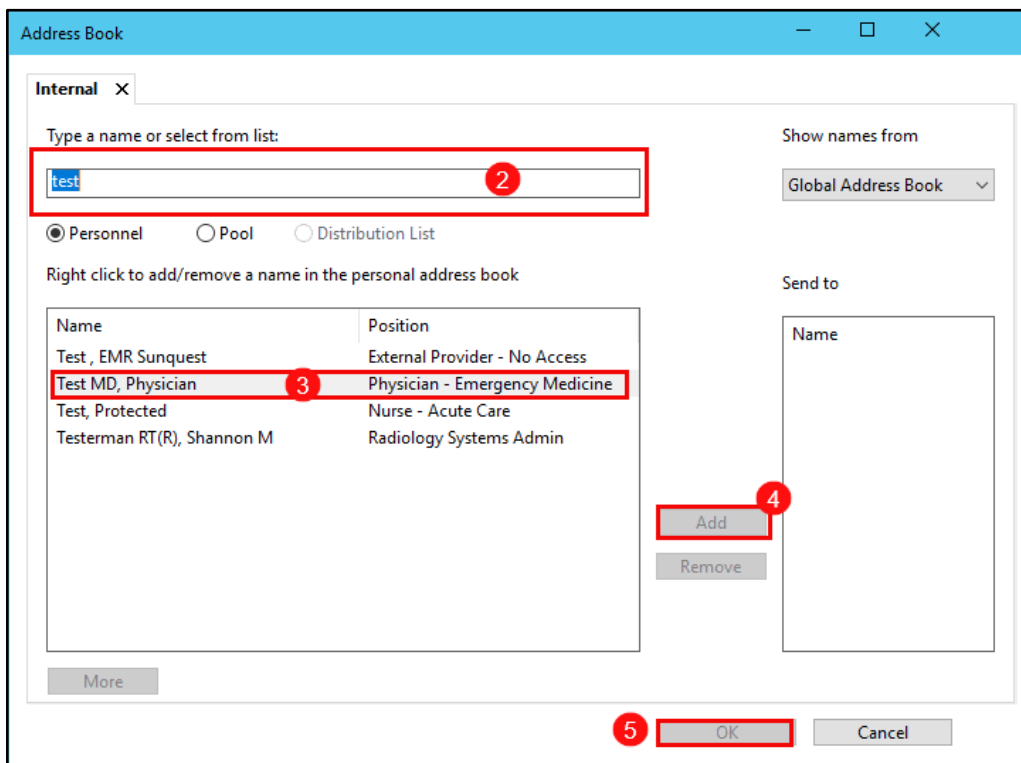 Address Book
Internal X
Type a name or select from list:
Show names from
test
2
Global Address Book
Personnel
Pool
Distribution List
Right click to add/remove a name in the personal address book
Send to
Name Position
Name
Test , EMR Sunquest External Provider - No Access
Test MD, Physician 3 Physician - Emergency Medicine
Test, Protected Nurse - Acute Care
Testerman RT(R), Shannon M Radiology Systems Admin
4
Add
Remove
More
5
OK
Cancel